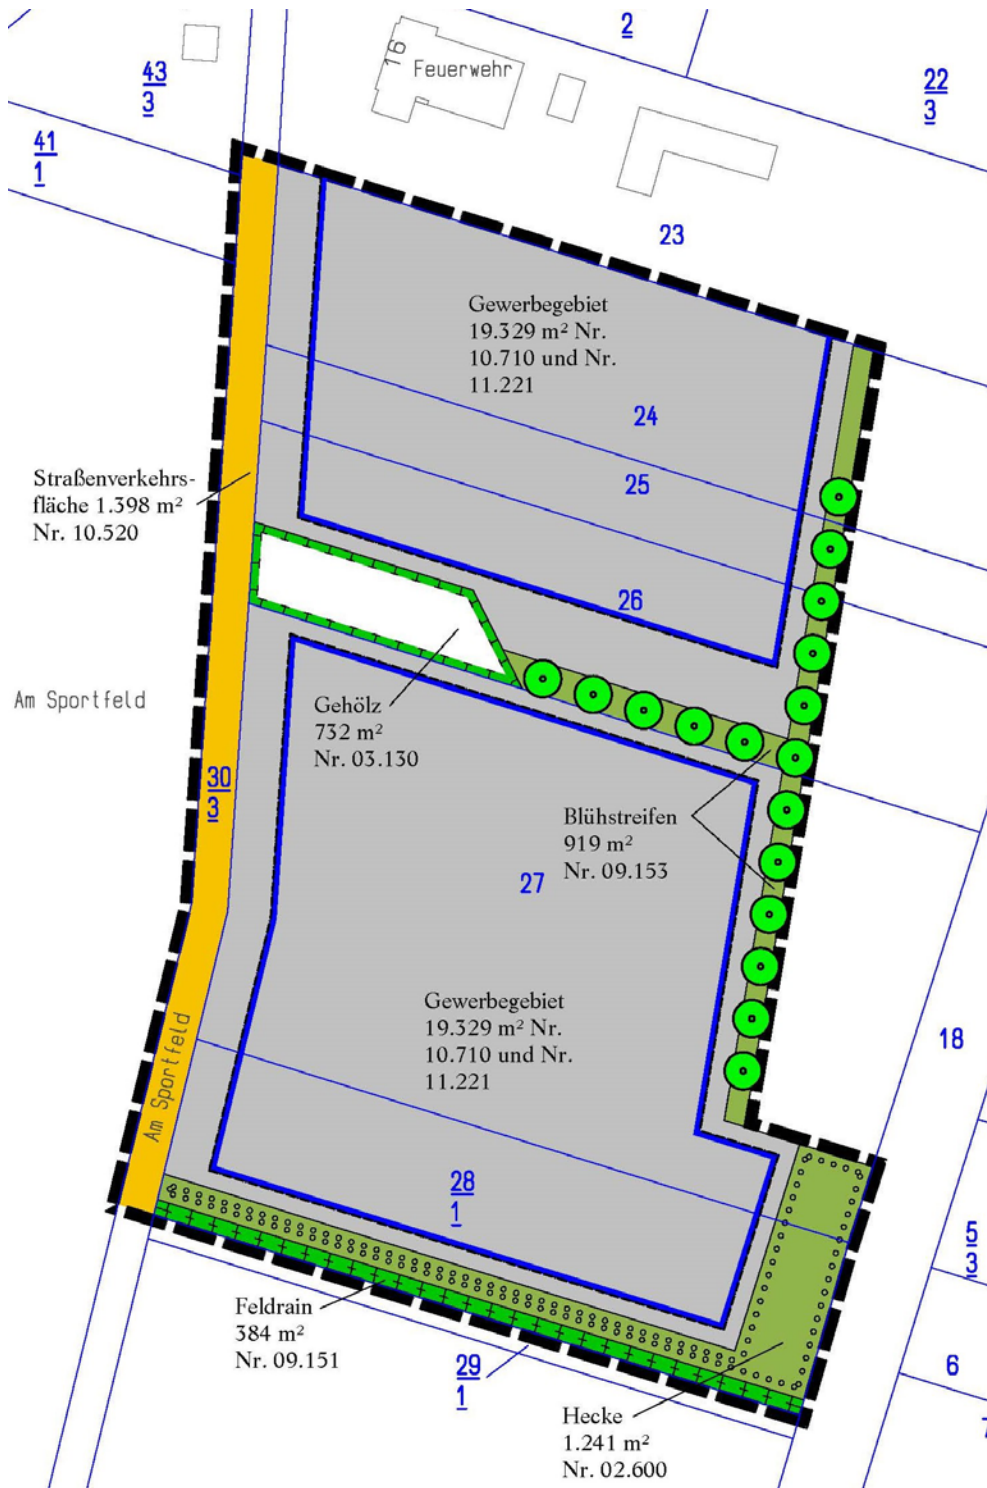 2
16
Feuerwehr
43
3
22
3
41
1
23
Gewerbegebiet
19.329 m² Nr.
10.710 und Nr.
11.221
24
25
Straßenverkehrs-
fläche 1.398 m²
Nr. 10.520
26
Am Sportfeld
Gehölz
732 m²
Nr. 03.130
30
3
Blühstreifen
919 m²
Nr. 09.153
27
Gewerbegebiet
19.329 m² Nr.
10.710 und Nr.
11.221
18
Am Sportfeld
28
1
5
3
Feldrain
384 m²
Nr. 09.151
29
1
6
Hecke
1.241 m²
Nr. 02.600
7